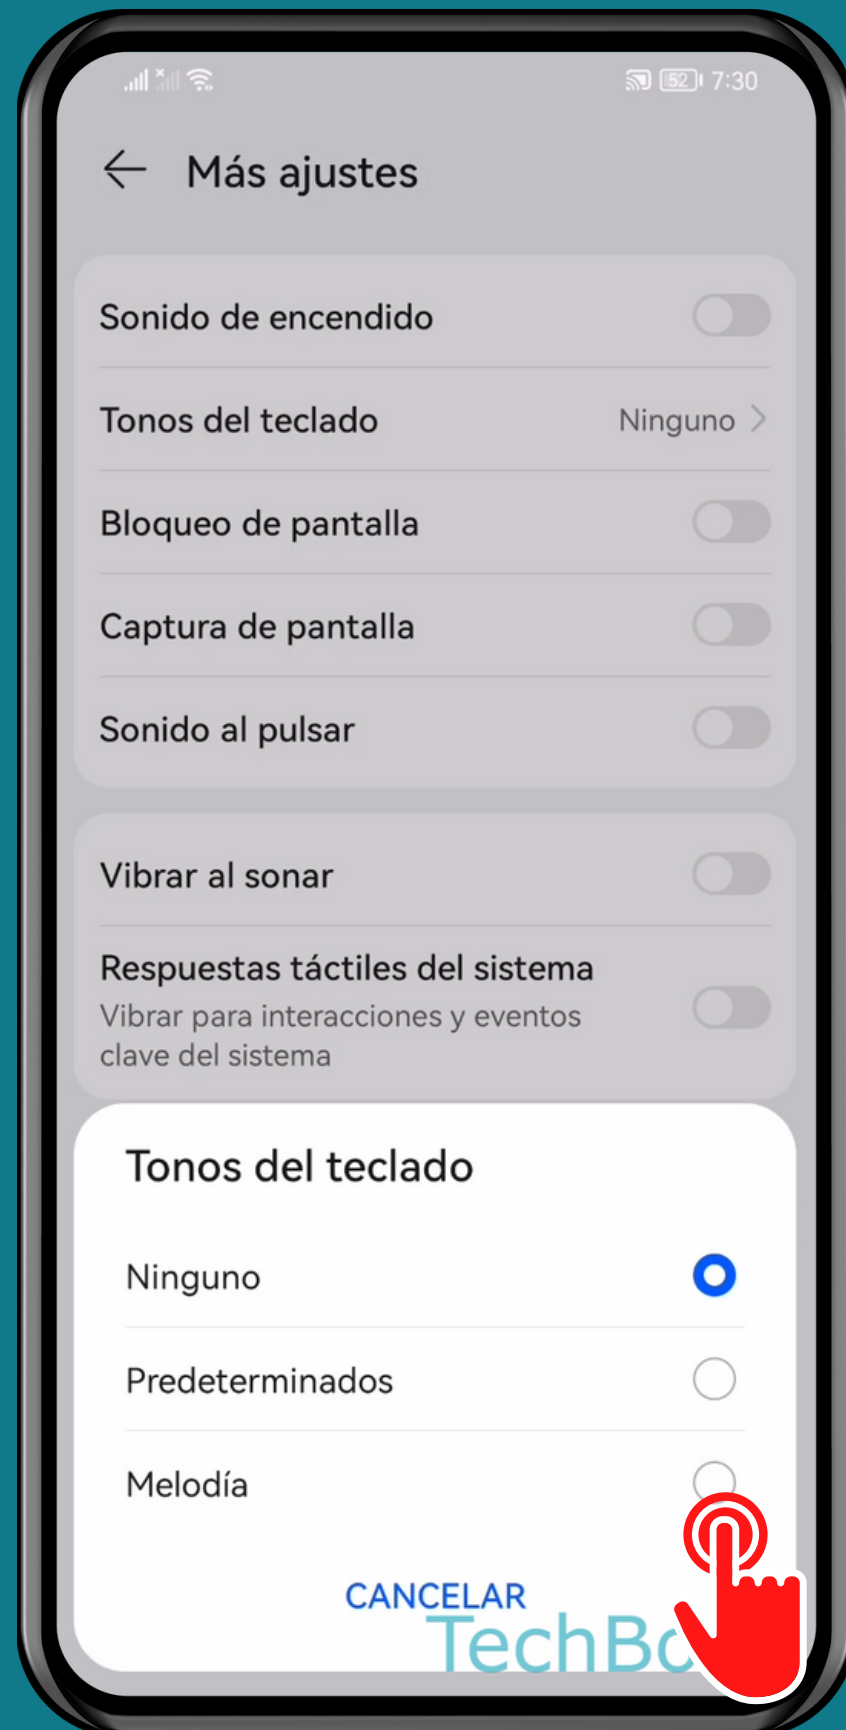 52 7:30
Más ajustes
Sonido de encendido
Tonos del teclado Ninguno
Bloqueo de pantalla
Captura de pantalla
Sonido al pulsar
Vibrar al sonar
Respuestas táctiles del sistema
Vibrar para interacciones y eventos
clave del sistema
Tonos del teclado
Ninguno
Predeterminados
Melodía
CANCELAR